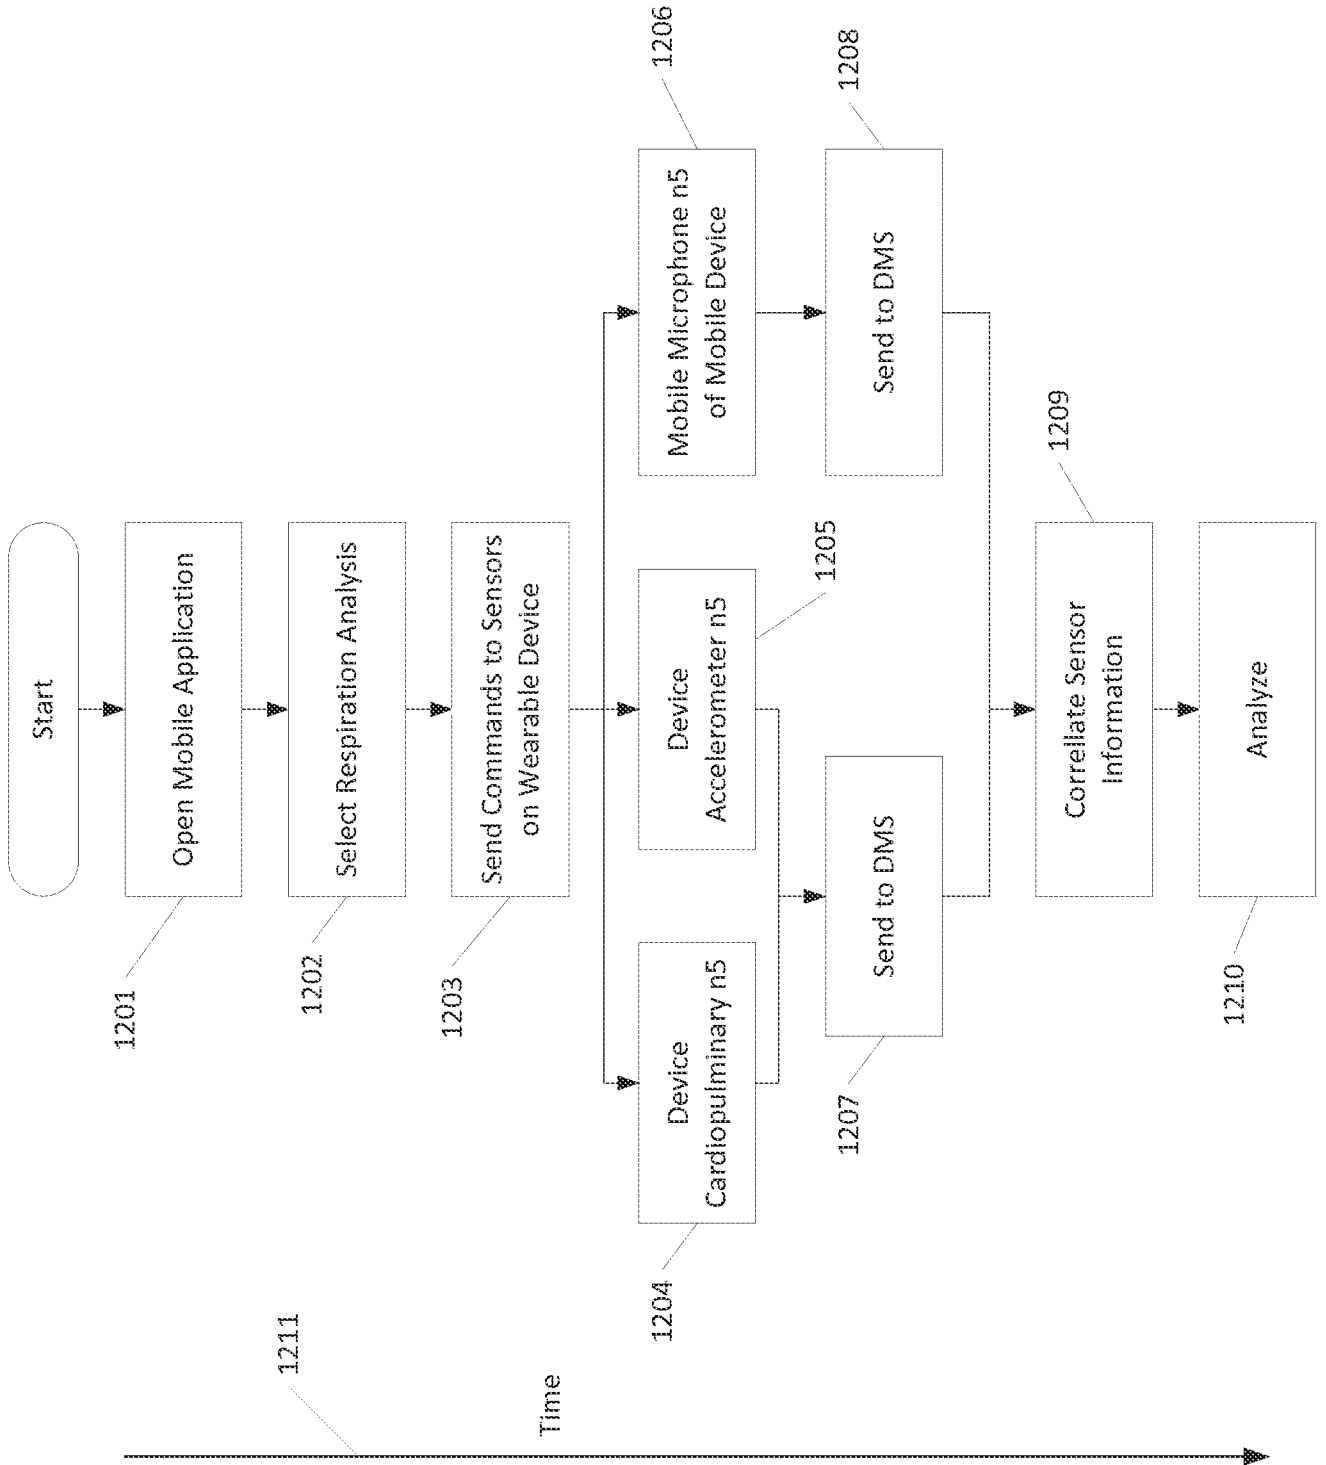 Start
Open Mobile Application
1201
Select Respiration Analysis
1202
Send Commands to Sensors
on Wearable Device
1203
Device
Cardiopulminary n5
1204
Device
Accelerometer n5
1205
Mobile Microphone n5
of Mobile Device
1206
Send to DMS
1207
Send to DMS
1208
Correllate Sensor
Information
1209
Analyze
1210
Time
1211